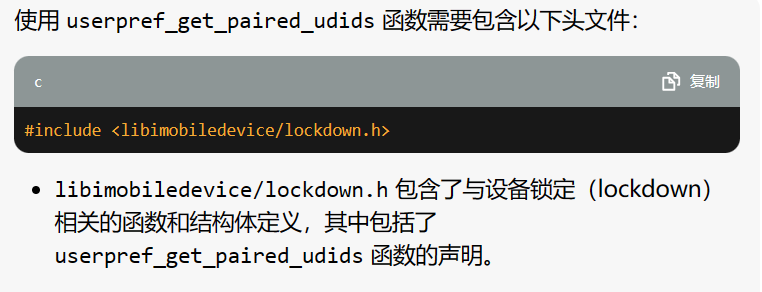 使用 userpref_get_paired_udids 函数需要包含以下头文件：
c
复制
#include <libimobiledevice/lockdown.h>
• libimobiledevice/lockdown.h 包含了与设备锁定（lockdown）
相关的函数和结构体定义，其中包括了
userpref_get_paired_udids 函数的声明。